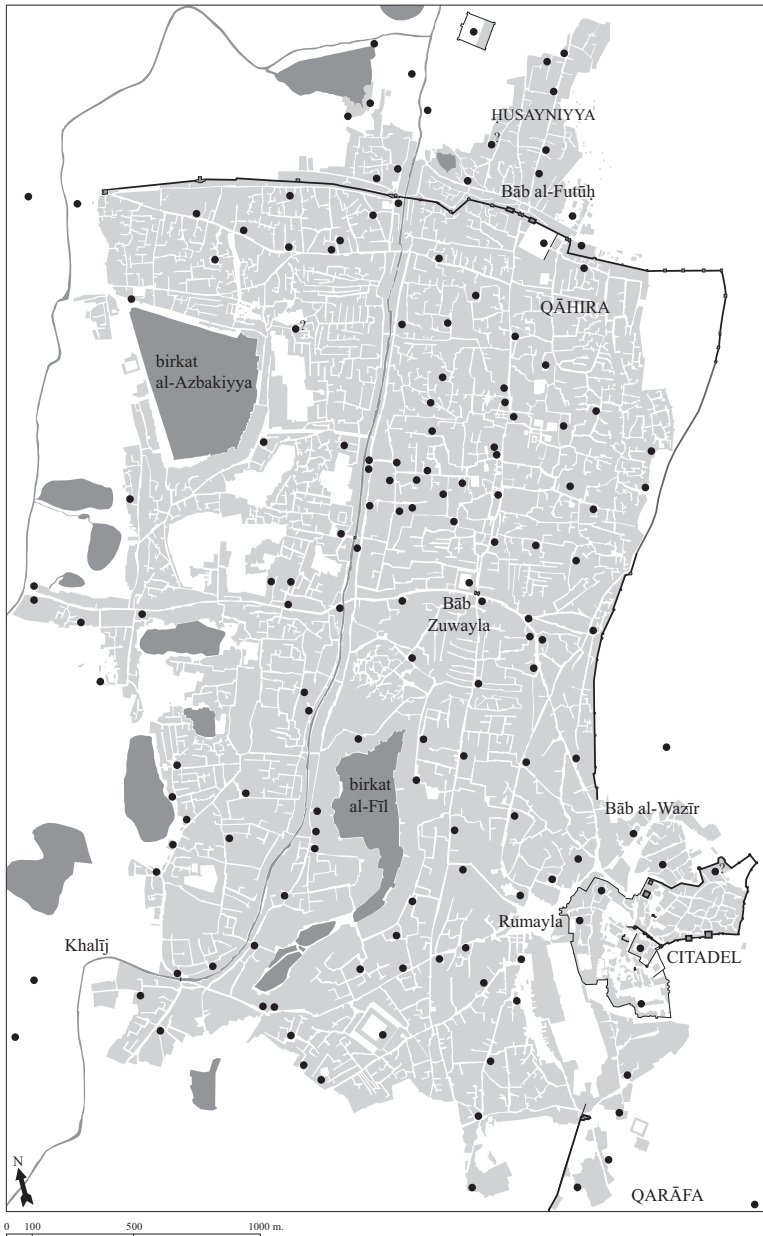 ḤUSAYNIYYA
?
Bāb al-Futūḥ
QĀHIRA
?
birkat
al-Azbakiyya
Bāb
Zuwayla
birkat
al-Fīl
Bāb al-Wazīr
?
Rumayla
Khalīj
CITADEL
N
QARĀFA
0 100 500 1000 m.